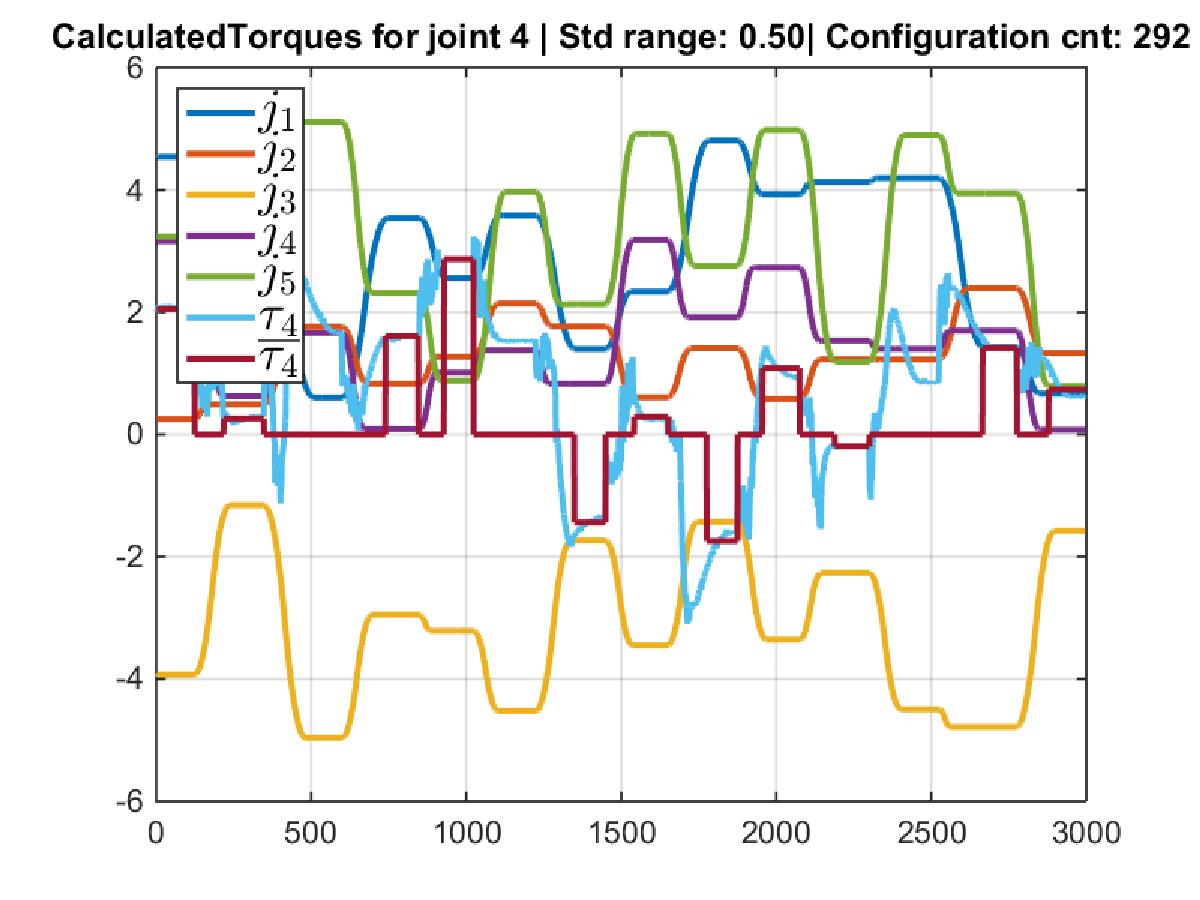 CalculatedTorques for joint 4 | Std range: 0.50| Configuration cnt: 292
6
4
2
0
-2
-4
-6
j1
j2
j3
j4
j5
τ4
τ̅4
0 500 1000 1500 2000 2500 3000